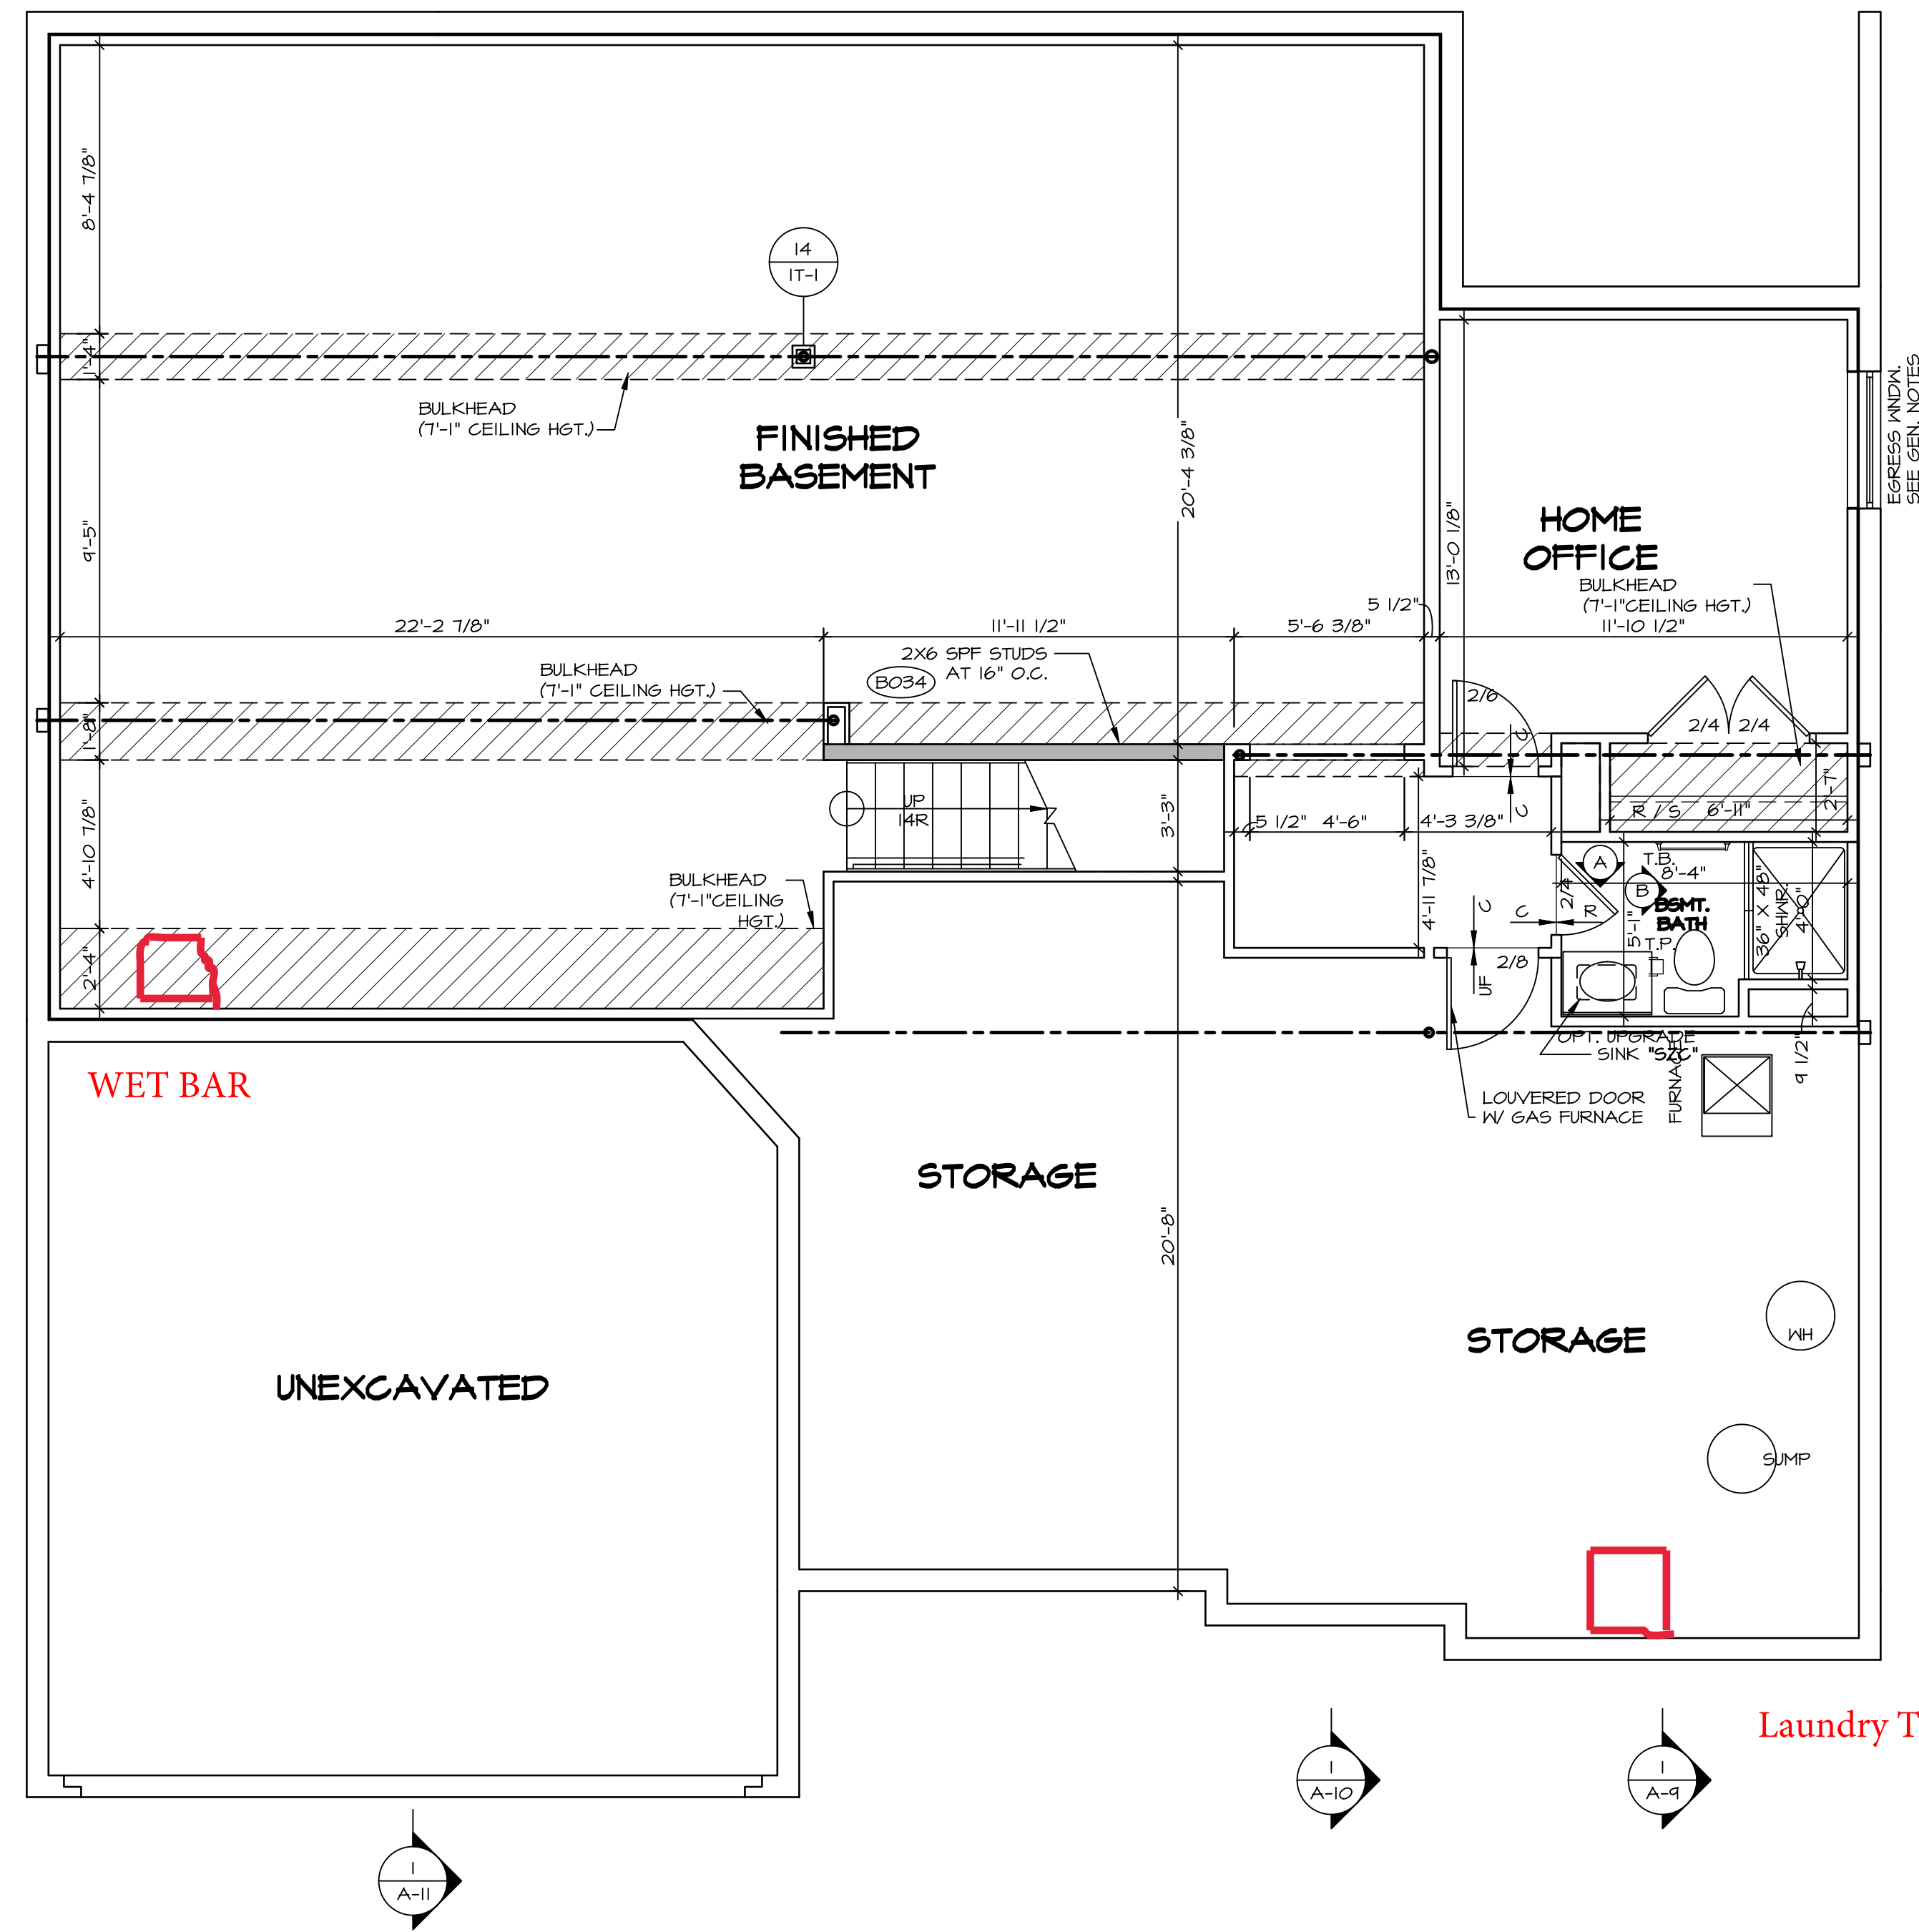 8'-4 7/8"
14
1T-1
1'-4"
BULKHEAD
(7'-1" CEILING HGT.)
FINISHED
BASEMENT
20'-4 3/8"
9'-5"
EGRESS WNDW.
SEE GEN. NOTES
HOME
OFFICE
13'-0 1/8"
BULKHEAD
(7'-1"CEILING HGT.)
5 1/2"
22'-2 7/8"
11'-11 1/2"
5'-6 3/8"
11'-10 1/2"
2X6 SPF STUDS
AT 16" O.C.
B034
BULKHEAD
(7'-1" CEILING HGT.)
2/6
2/4
2/4
C
1'-8"
UP
14R
3'-3"
5 1/2"
4'-6"
4'-3 3/8"
C
R / S
6'-11"
2'-7"
4'-10 7/8"
BULKHEAD
(7'-1"CEILING
HGT.)
4'-11 7/8"
A
T.B.
8'-4"
B
2/4
BSMT.
BATH
36" X 48"
SHWR.
4'-0"
C
C
R
5'-1"
T.P.
2/8
UF
2'-4"
OPT. UPGRADE
SINK "SZC"
FURNACE
9 1/2"
WET BAR
LOUVERED DOOR
W/ GAS FURNACE
STORAGE
20'-8"
WH
STORAGE
UNEXCAVATED
SUMP
Laundry T
1
A-10
1
A-9
1
A-11